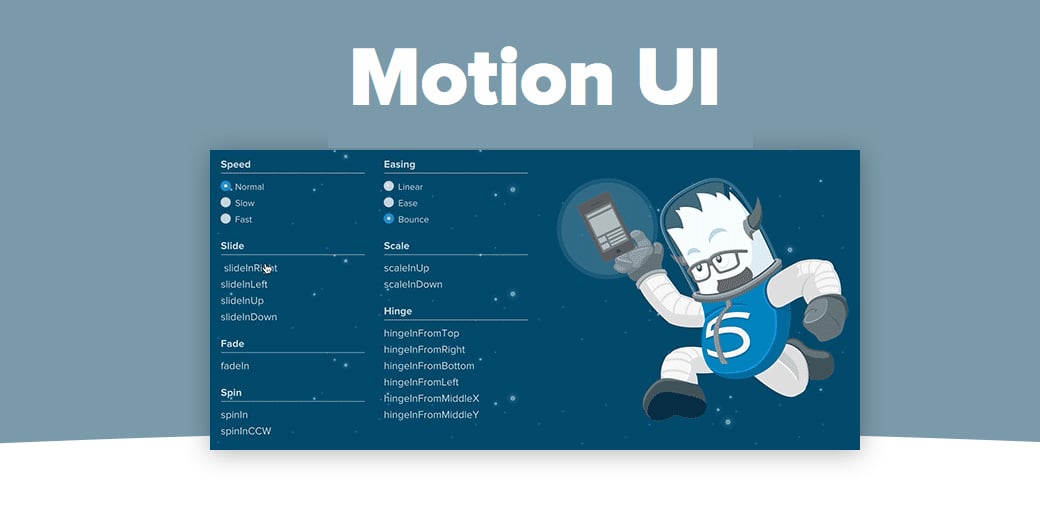 Motion UI
Speed
Normal
Slow
Fast
Slide
slideInRight
slideInLeft
slideInUp
slideInDown
Fade
fadeIn
Spin
spinIn
spinInCCW
Easing
Linear
Ease
Bounce
Scale
scaleInUp
scaleInDown
Hinge
hingeInFromTop
hingeInFromRight
hingeInFromBottom
hingeInFromLeft
hingeInFromMiddleX
hingeInFromMiddleY
5